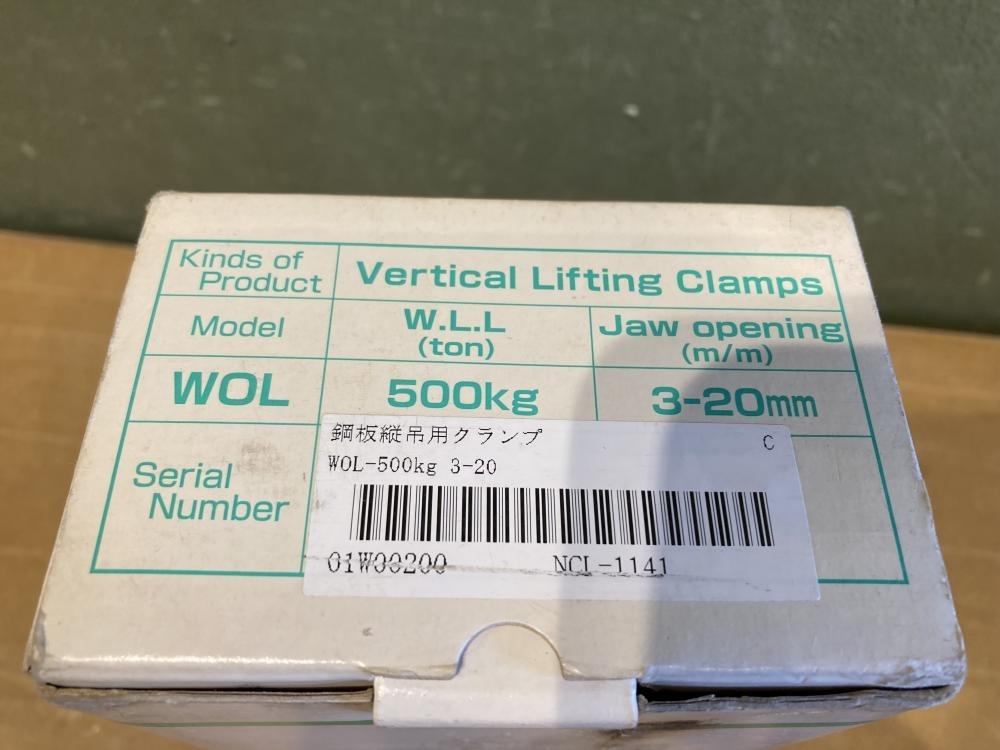 Kinds of
Product
Vertical Lifting Clamps
Model
W.L.L
(ton)
Jaw opening
(m/m)
WOL
500kg
3-20mm
Serial
Number
鋼板縦吊用クランプ
C
WOL-500kg 3-20
01W00200
NCL-1141